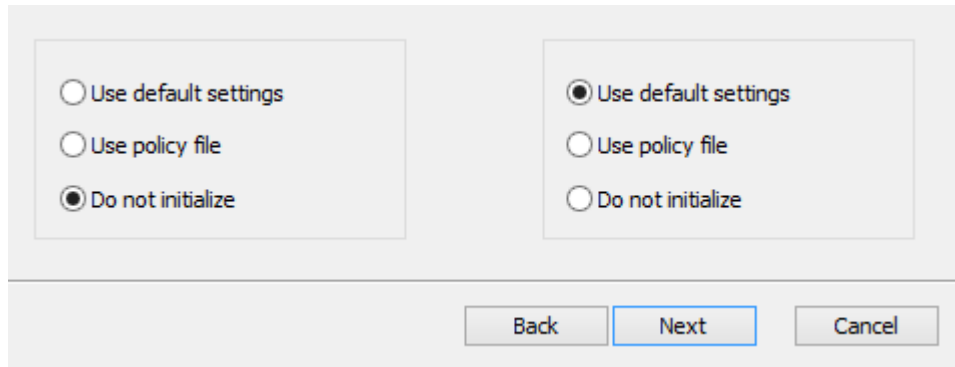 Use default settings
Use policy file
Do not initialize
Use default settings
Use policy file
Do not initialize
Back
Next
Cancel